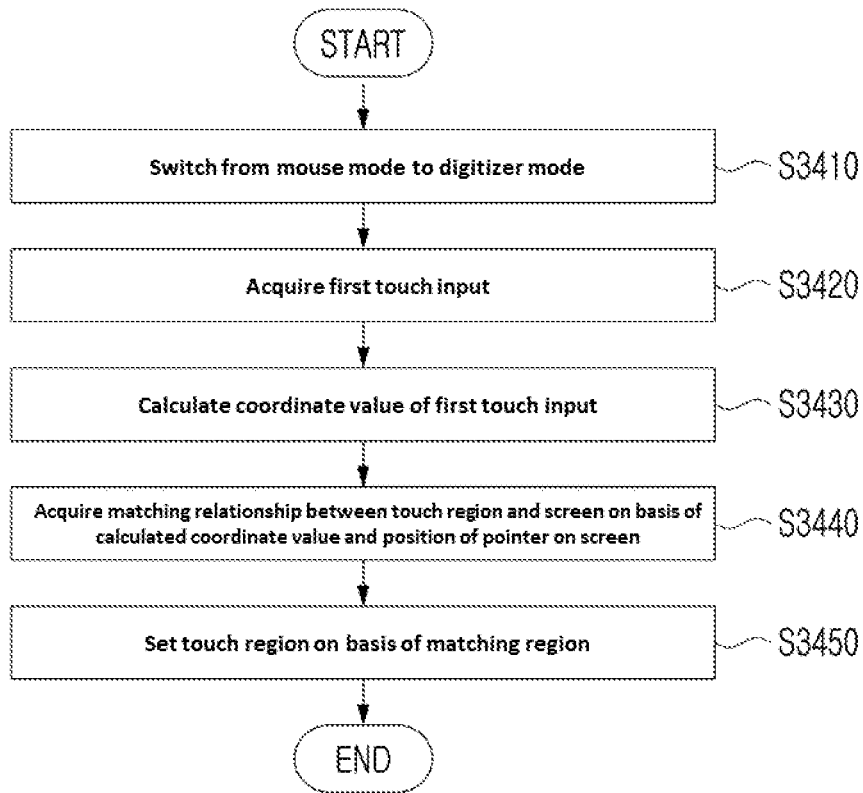 START
Switch from mouse mode to digitizer mode
S3410
Acquire first touch input
S3420
Calculate coordinate value of first touch input
S3430
Acquire matching relationship between touch region and screen on basis of
calculated coordinate value and position of pointer on screen
S3440
Set touch region on basis of matching region
S3450
END